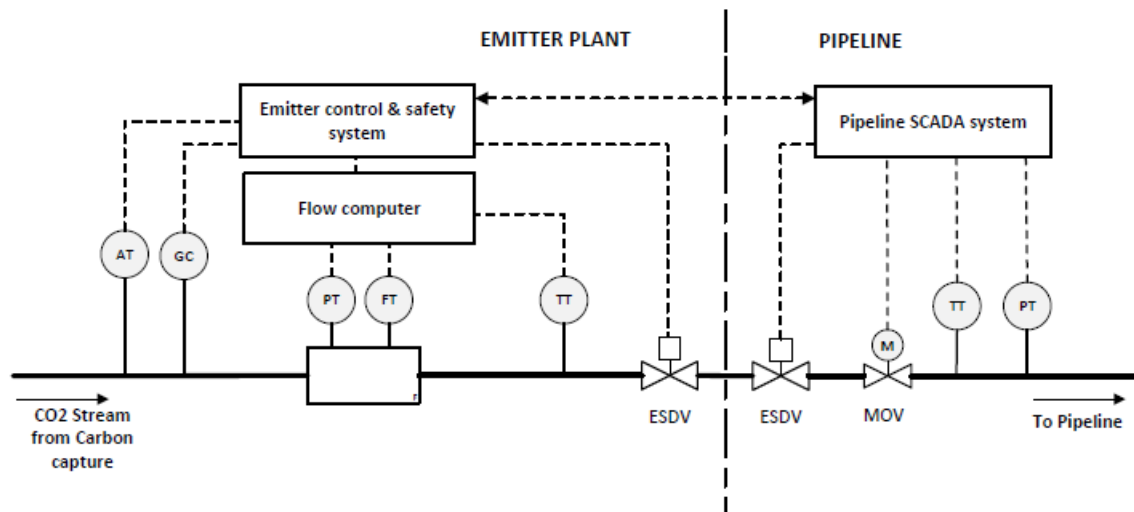 EMITTER PLANT
PIPELINE
Emitter control & safety
system
Pipeline SCADA system
Flow computer
AT
GC
PT
FT
TT
TT
PT
M
r
ESDV
ESDV
MOV
CO2 Stream
from Carbon
capture
To Pipeline